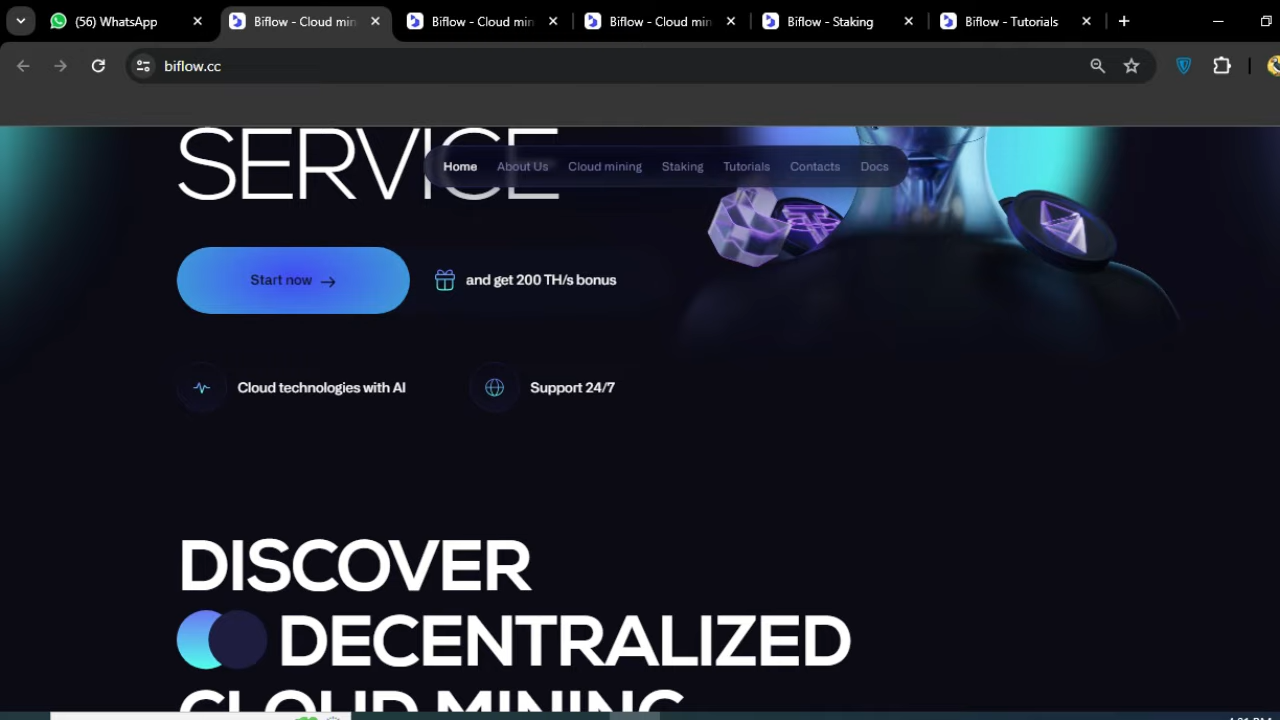 (56) WhatsApp
Biflow - Cloud min
Biflow - Cloud min
Biflow - Cloud min
Biflow - Staking
Biflow - Tutorials
biflow.cc
SERVICE
Home About Us Cloud mining Staking Tutorials Contacts Docs
Start now →
and get 200 TH/s bonus
Cloud technologies with AI
Support 24/7
DISCOVER
DECENTRALIZED
CLOUD MINING